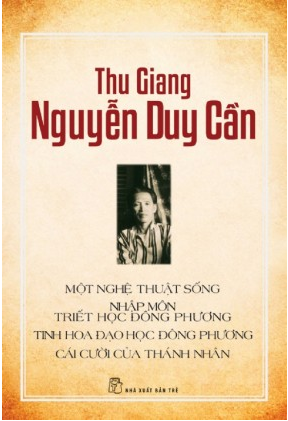 Thu Giang
Nguyễn Duy Cần
MỘT NGHỆ THUẬT SỐNG
NHẬP MÔN
TRIẾT HỌC ĐÔNG PHƯƠNG
TINH HOA ĐẠO HỌC ĐÔNG PHƯƠNG
CÁI CƯỜI CỦA THÁNH NHÂN
NHÀ XUẤT BẢN TRẺ